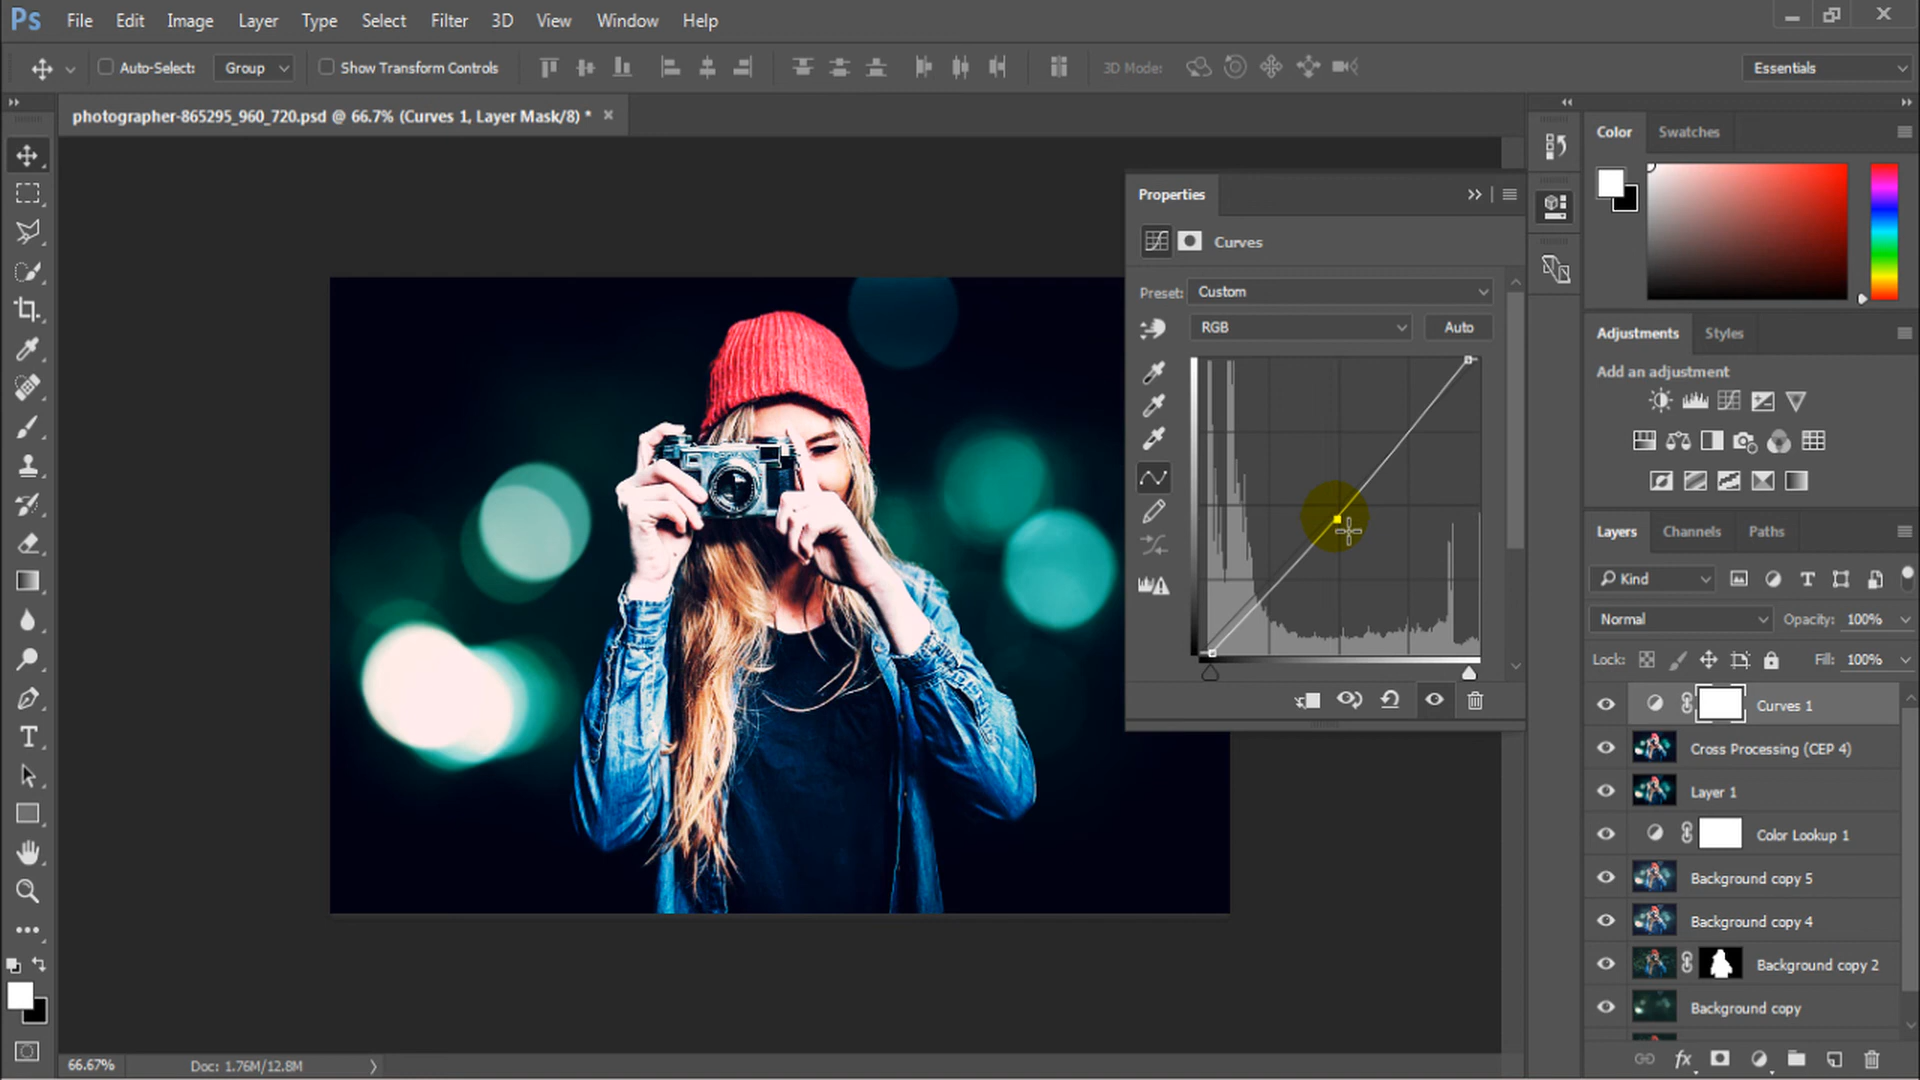 Ps File Edit Image Layer Type Select Filter 3D View Window Help
Auto-Select: Group Show Transform Controls 3D Mode: Essentials
photographer-865295_960_720.psd @ 66.7% (Curves 1, Layer Mask/8) * ×
Color Swatches
Properties
Curves
Preset: Custom
RGB Auto
Adjustments Styles
Add an adjustment
Layers Channels Paths
Kind
Normal Opacity: 100%
Lock: Fill: 100%
Curves 1
Cross Processing (CEP 4)
Layer 1
Color Lookup 1
Background copy 5
Background copy 4
Background copy 2
Background copy
66.67% Doc: 1.76M/12.8M
fx